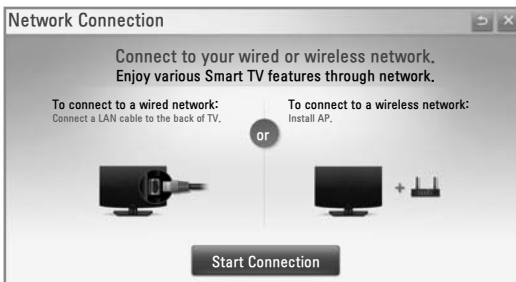 Network Connection
Connect to your wired or wireless network.
Enjoy various Smart TV features through network.
To connect to a wired network:
Connect a LAN cable to the back of TV.
or
To connect to a wireless network:
Install AP.
+
Start Connection